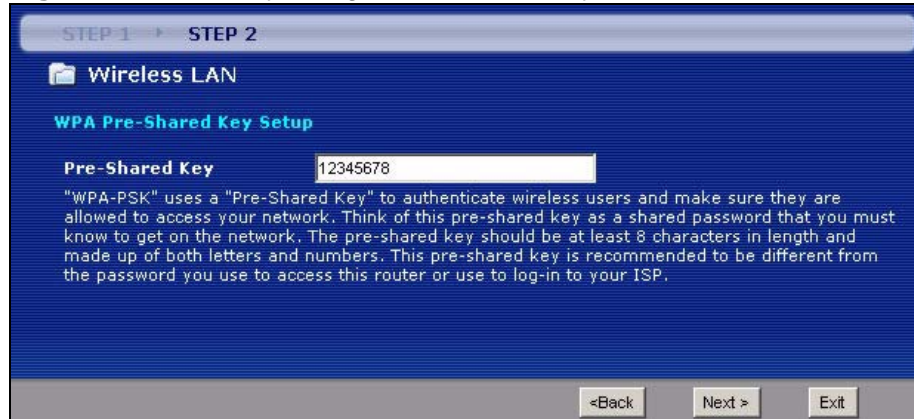 STEP 1 ▸ STEP 2
Wireless LAN
WPA Pre-Shared Key Setup
Pre-Shared Key 12345678
"WPA-PSK" uses a "Pre-Shared Key" to authenticate wireless users and make sure they are
allowed to access your network. Think of this pre-shared key as a shared password that you must
know to get on the network. The pre-shared key should be at least 8 characters in length and
made up of both letters and numbers. This pre-shared key is recommended to be different from
the password you use to access this router or use to log-in to your ISP.
<Back Next > Exit